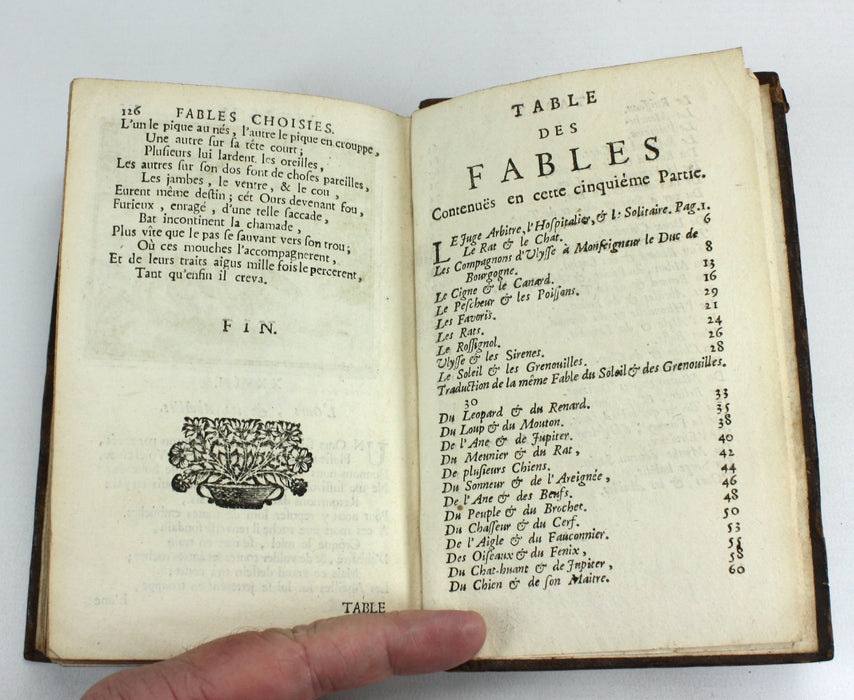 126 FABLES CHOISIES.
L'un le pique au nés, l'autre le pique en crouppe,
Une autre sur sa tête court;
Plusieurs lui lardent les oreilles,
Les autres sur son dos font de choses pareilles,
Les jambes, le ventre, & le cou,
Eurent même destin; cét Ours devenant fou,
Furieux, enragé, d'une telle saccade,
Bat incontinent la chamade,
Plus vîte que le pas se sauvant vers son trou;
Où ces mouches l'accompagnerent,
Et de leurs traits aigus mille fois le percerent,
Tant qu'enfin il creva.
FIN.
TABLE
TABLE
DES
FABLES
Contenuës en cette cinquiéme Partie.
LE Juge Arbitre, l'Hospitalier, & le Solitaire. Pag. 1.
Le Rat & le Chat. 6
Les Compagnons d'Ulysse à Monseigneur le Duc de
Bourgogne. 8
Le Cigne & le Canard. 13
Le Pescheur & les Poissons. 16
Les Favoris. 29
Les Rats. 21
Le Rossignol. 24
Ulysse & les Sirenes. 26
Le Soleil & les Grenouilles. 28
Traduction de la même Fable du Soleil & des Grenouilles.
30
Du Leopard & du Renard. 33
Du Loup & du Mouton. 35
De l'Ane & de Jupiter. 38
Du Meunier & du Rat, 40
De plusieurs Chiens. 42
Du Sonneur & de l'Areignée, 44
De l'Ane & des Bœufs. 46
Du Peuple & du Brochet. 48
Du Chasseur & du Cerf. 50
De l'Aigle & du Fauconnier. 53
Des Oiseaux & du Fenix, 55
Du Chat-huant & de Jupiter, 58
Du Chien & de son Maitre. 60